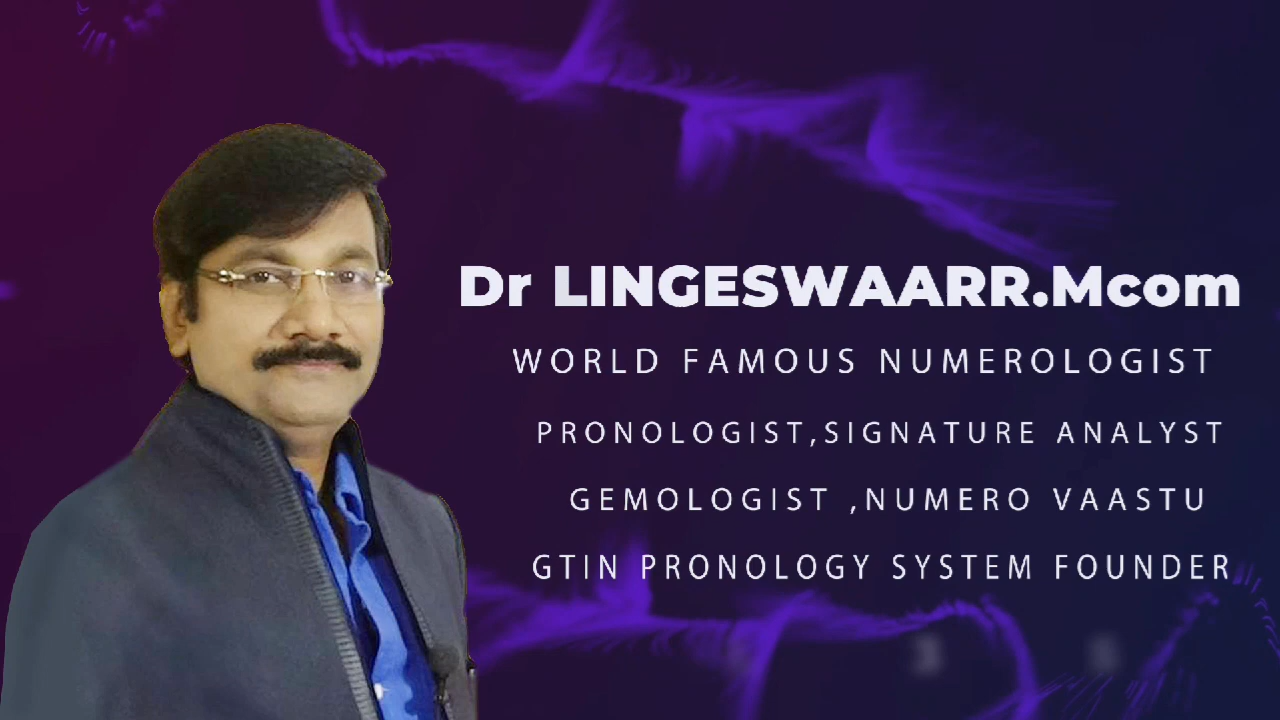 Dr LINGESWAARR.Mcom
WORLD FAMOUS NUMEROLOGIST
PRONOLOGIST,SIGNATURE ANALYST
GEMOLOGIST ,NUMERO VAASTU
GTIN PRONOLOGY SYSTEM FOUNDER